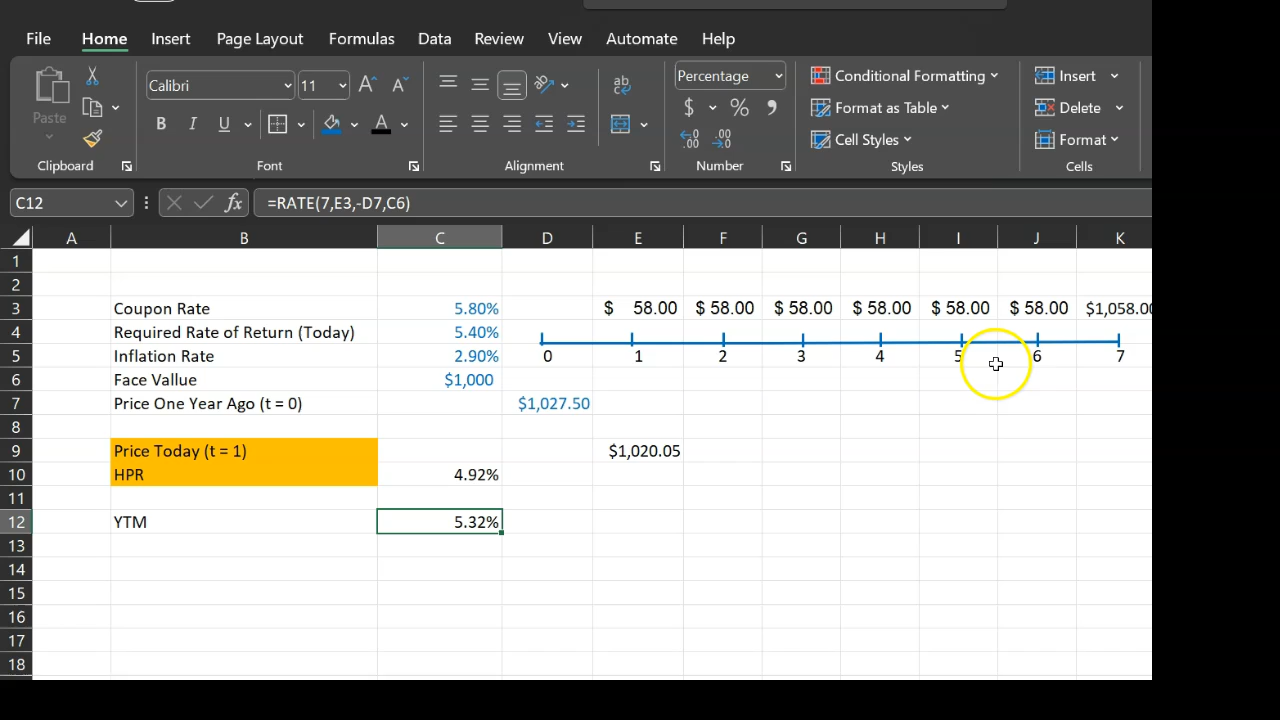 File Home Insert Page Layout Formulas Data Review View Automate Help
Paste Calibri 11 A A ab c Percentage Conditional Formatting Insert
$ % , Format as Table Delete
B I U A .00 .00 Cell Styles Format
Clipboard Font Alignment Number Styles Cells
C12 fx =RATE(7,E3,-D7,C6)
A B C D E F G H I J K
1
2
3 Coupon Rate 5.80% $ 58.00 $ 58.00 $ 58.00 $ 58.00 $ 58.00 $ 58.00 $1,058.00
4 Required Rate of Return (Today) 5.40%
5 Inflation Rate 2.90% 0 1 2 3 4 5 6 7
6 Face Vallue $1,000
7 Price One Year Ago (t = 0) $1,027.50
8
9 Price Today (t = 1) $1,020.05
10 HPR 4.92%
11
12 YTM 5.32%
13
14
15
16
17
18